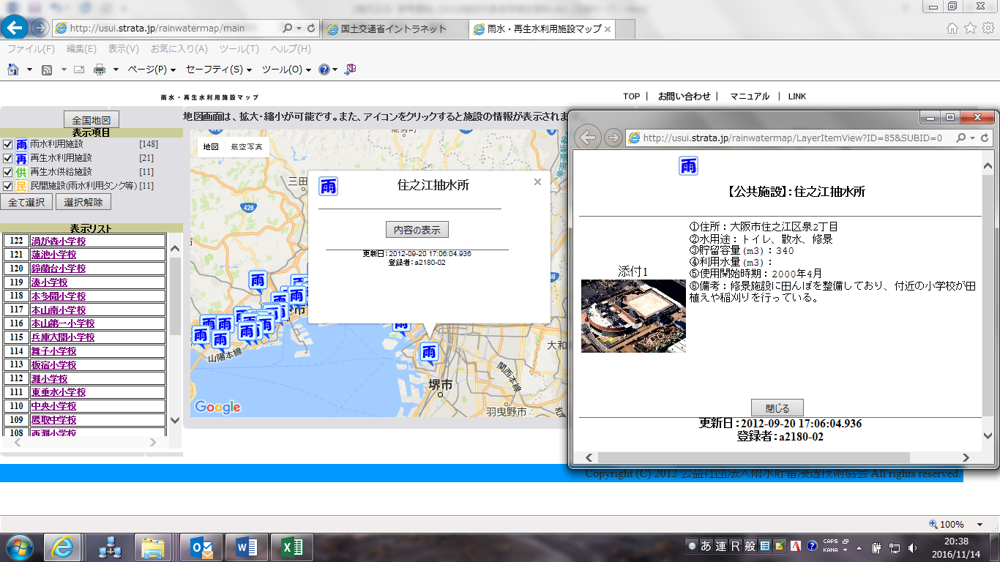 http://usui.strata.jp/rainwatermap/main
国土交通省イントラネット
雨水・再生水利用施設マップ
ファイル(F) 編集(E) 表示(V) お気に入り(A) ツール(T) ヘルプ(H)
ページ(P) セーフティ(S) ツール(O)
雨水・再生水利用施設マップ
TOP | お問い合わせ | マニュアル | LINK
全国地図
地図画面は、拡大・縮小が可能です。また、アイコンをクリックすると施設の情報が表示されます。
表示項目
雨 雨水利用施設 [148]
再 再生水利用施設 [21]
供 再生水供給施設 [11]
民 民間施設(雨水利用タンク等) [11]
全て選択 選択解除
表示リスト
122 渦が森小学校
121 蓮池小学校
120 鈴蘭台小学校
119 湊小学校
118 本多聞小学校
117 本山南小学校
116 本山第一小学校
115 兵庫大開小学校
114 舞子小学校
113 板宿小学校
112 灘小学校
111 東垂水小学校
110 中央小学校
109 鷹取中学校
108 西灘小学校
地図 航空写真
三田
428
雨 住之江抽水所
内容の表示
更新日:2012-09-20 17:06:04.936
登録者:a2180-02
山陽本線
堺市
大和
関西本線
羽曳野市
Google
http://usui.strata.jp/rainwatermap/LayerItemView?ID=85&SUBID=0
雨
【公共施設】:住之江抽水所
添付1
①住所:大阪市住之江区泉2丁目
②水用途:トイレ、散水、修景
③貯留容量(m3):340
④利用水量(m3):
⑤使用開始時期:2000年4月
⑥備考:修景施設に田んぼを整備しており、付近の小学校が田
植えや稲刈りを行っている。
閉じる
更新日:2012-09-20 17:06:04.936
登録者:a2180-02
Copyright (C) 2012 公益社団法人雨水貯留浸透技術協会 All rights reserved.
100%
あ 連 R 般
CAPS
KANA
20:38
2016/11/14